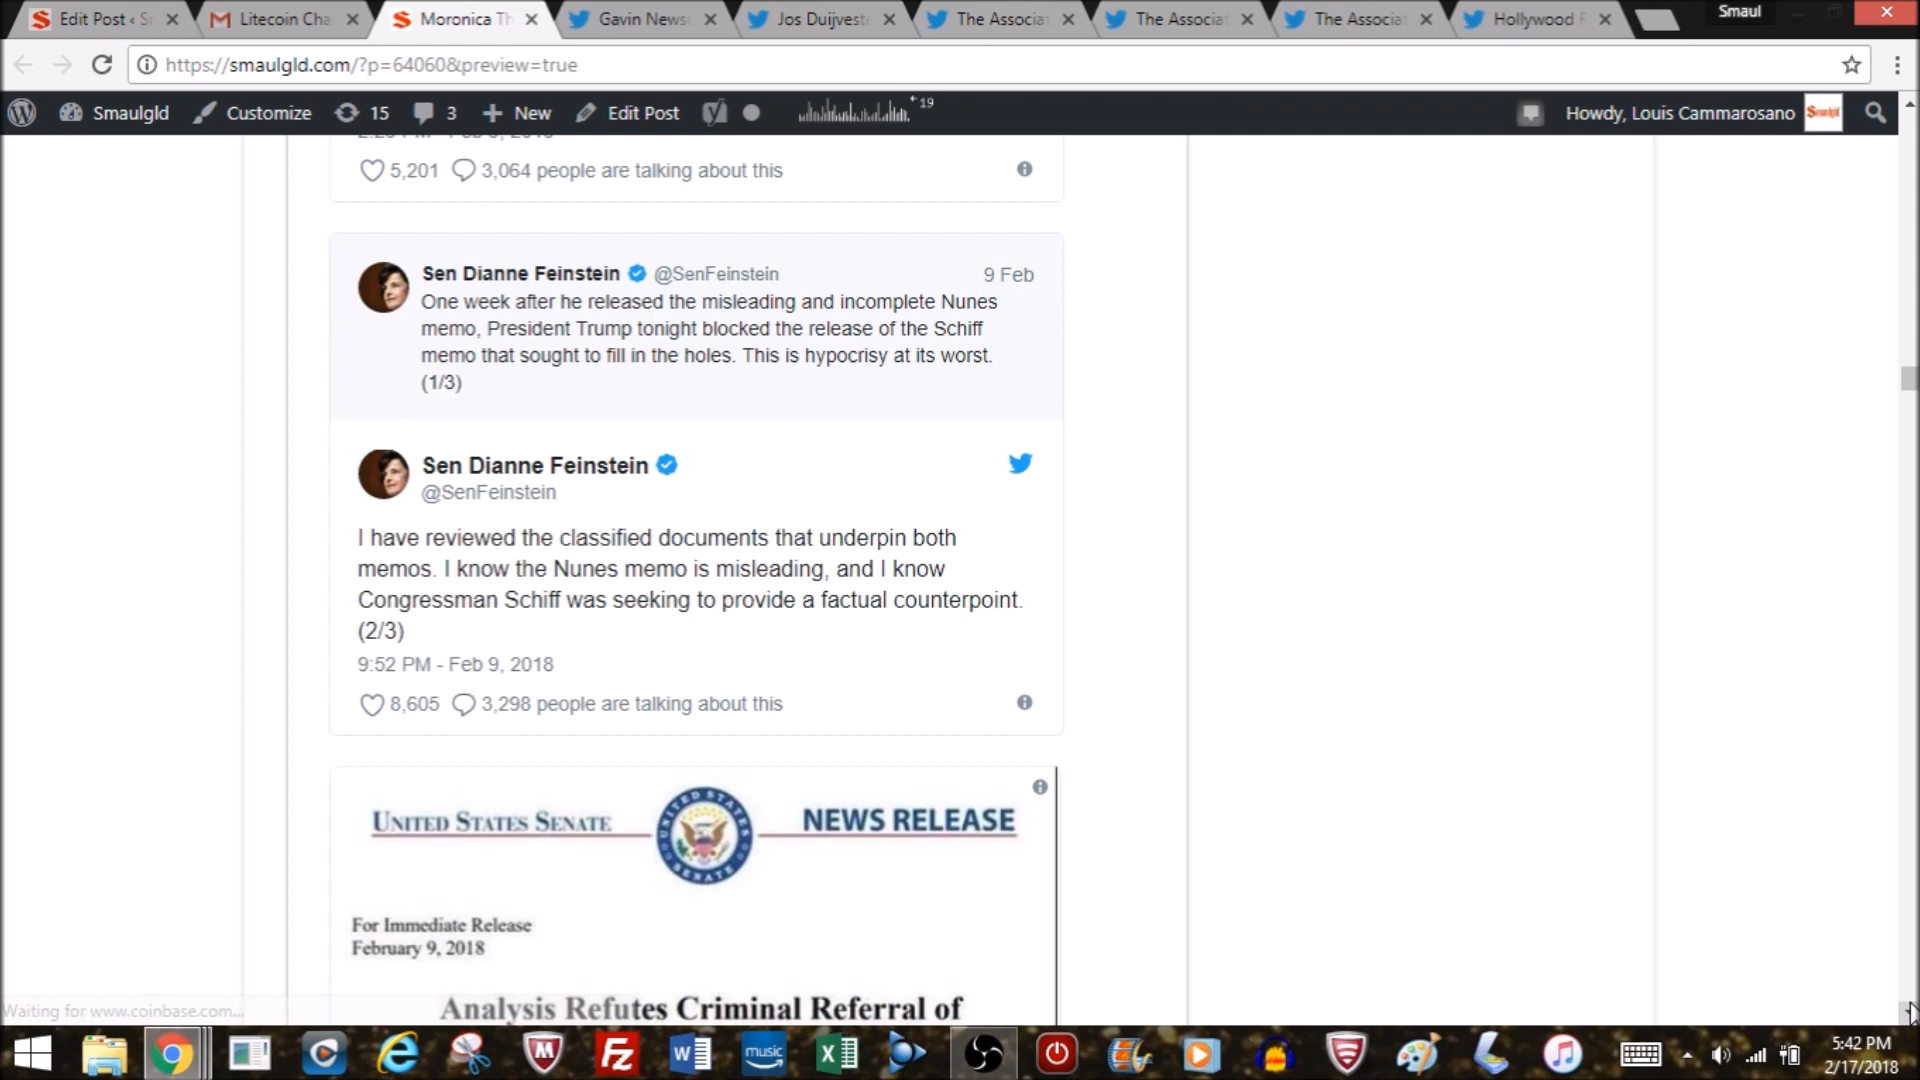 Edit Post ‹ S
Litecoin Cha
Moronica Th
Gavin News
Jos Duijveste
The Associa
The Associat
The Associa
Hollywood
Smaul
https://smaulgld.com/?p=64060&preview=true
Smaulgld
Customize
15
3
New
Edit Post
19
Howdy, Louis Cammarosano
5,201 3,064 people are talking about this
Sen Dianne Feinstein @SenFeinstein 9 Feb
One week after he released the misleading and incomplete Nunes
memo, President Trump tonight blocked the release of the Schiff
memo that sought to fill in the holes. This is hypocrisy at its worst.
(1/3)
Sen Dianne Feinstein
@SenFeinstein
I have reviewed the classified documents that underpin both
memos. I know the Nunes memo is misleading, and I know
Congressman Schiff was seeking to provide a factual counterpoint.
(2/3)
9:52 PM - Feb 9, 2018
8,605 3,298 people are talking about this
UNITED STATES SENATE
NEWS RELEASE
For Immediate Release
February 9, 2018
Analysis Refutes Criminal Referral of
Waiting for www.coinbase.com...
music
5:42 PM
2/17/2018